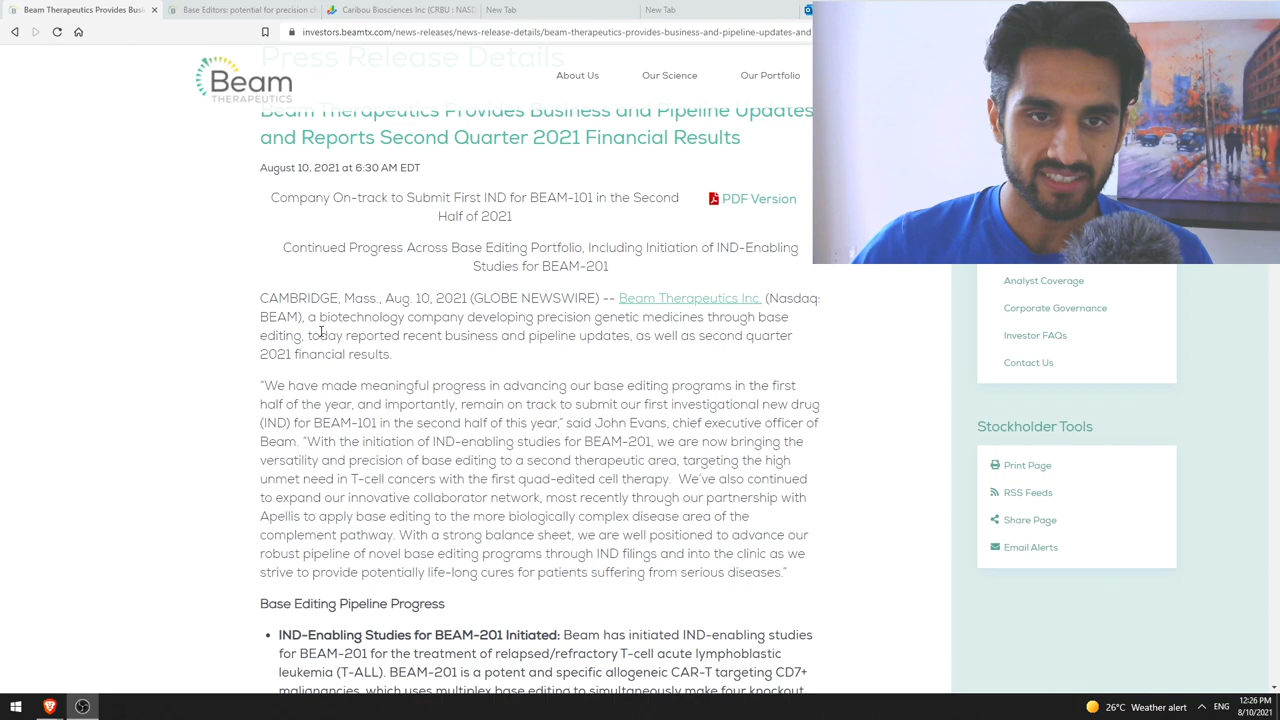 Beam Therapeutics Provides Busi
Base Editors: potential for precision c
Caribou Biosciences Inc (CRBU : NAS
New Tab
New Tab
investors.beamtx.com/news-releases/news-release-details/beam-therapeutics-provides-business-and-pipeline-updates-and
Press Release Details
Beam
THERAPEUTICS
About Us
Our Science
Our Portfolio
Beam Therapeutics Provides Business and Pipeline Updates
and Reports Second Quarter 2021 Financial Results
August 10, 2021 at 6:30 AM EDT
Company On-track to Submit First IND for BEAM-101 in the Second
Half of 2021
PDF Version
Continued Progress Across Base Editing Portfolio, Including Initiation of IND-Enabling
Studies for BEAM-201
CAMBRIDGE, Mass., Aug. 10, 2021 (GLOBE NEWSWIRE) -- Beam Therapeutics Inc. (Nasdaq:
BEAM), a biotechnology company developing precision genetic medicines through base
editing, today reported recent business and pipeline updates, as well as second quarter
2021 financial results.
"We have made meaningful progress in advancing our base editing programs in the first
half of the year, and importantly, remain on track to submit our first investigational new drug
(IND) for BEAM-101 in the second half of this year," said John Evans, chief executive officer of
Beam. "With the initiation of IND-enabling studies for BEAM-201, we are now bringing the
versatility and precision of base editing to a second therapeutic area, targeting the high
unmet need in T-cell cancers with the first quad-edited cell therapy. We've also continued
to expand our innovative collaborator network, most recently through our partnership with
Apellis to apply base editing to the more biologically complex disease area of the
complement pathway. With a strong balance sheet, we are well positioned to advance our
robust pipeline of novel base editing programs through IND filings and into the clinic as we
strive to provide potentially life-long cures for patients suffering from serious diseases."
Base Editing Pipeline Progress
• IND-Enabling Studies for BEAM-201 Initiated: Beam has initiated IND-enabling studies
for BEAM-201 for the treatment of relapsed/refractory T-cell acute lymphoblastic
leukemia (T-ALL). BEAM-201 is a potent and specific allogeneic CAR-T targeting CD7+
malignancies, which uses multiplex base editing to simultaneously make four knockout
Analyst Coverage
Corporate Governance
Investor FAQs
Contact Us
Stockholder Tools
Print Page
RSS Feeds
Share Page
Email Alerts
26°C Weather alert
ENG
12:26 PM
8/10/2021